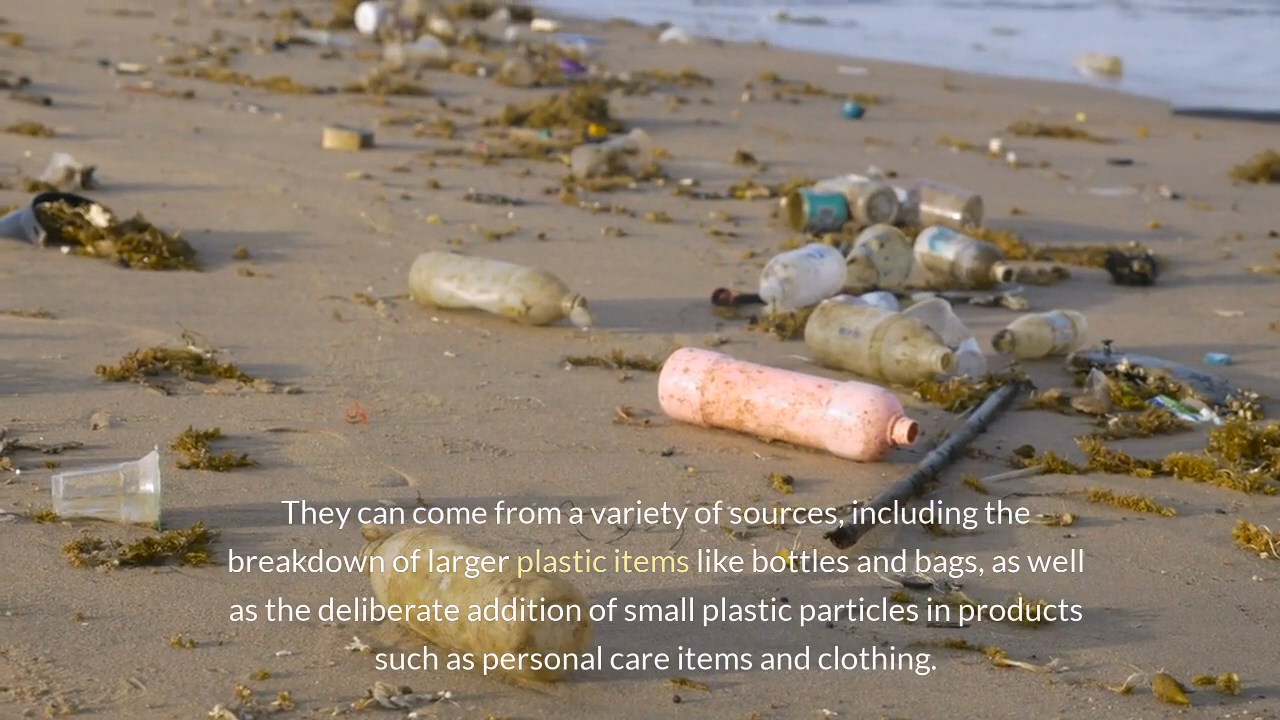 They can come from a variety of sources, including the
breakdown of larger plastic items like bottles and bags, as well
as the deliberate addition of small plastic particles in products
such as personal care items and clothing.